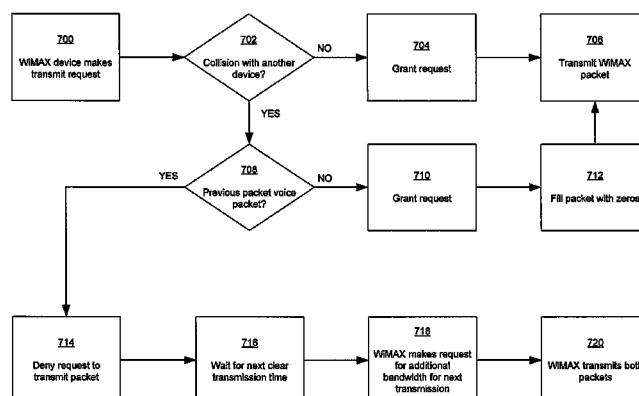 700
WiMAX device makes
transmit request
702
Collision with another
device?
NO
704
Grant request
706
Transmit WiMAX
packet
YES
708
Previous packet voice
packet?
YES
NO
710
Grant request
712
Fill packet with zeros
714
Deny request to
transmit packet
716
Wait for next clear
transmission time
718
WiMAX makes request
for additional
bandwidth for next
transmission
720
WiMAX transmits both
packets